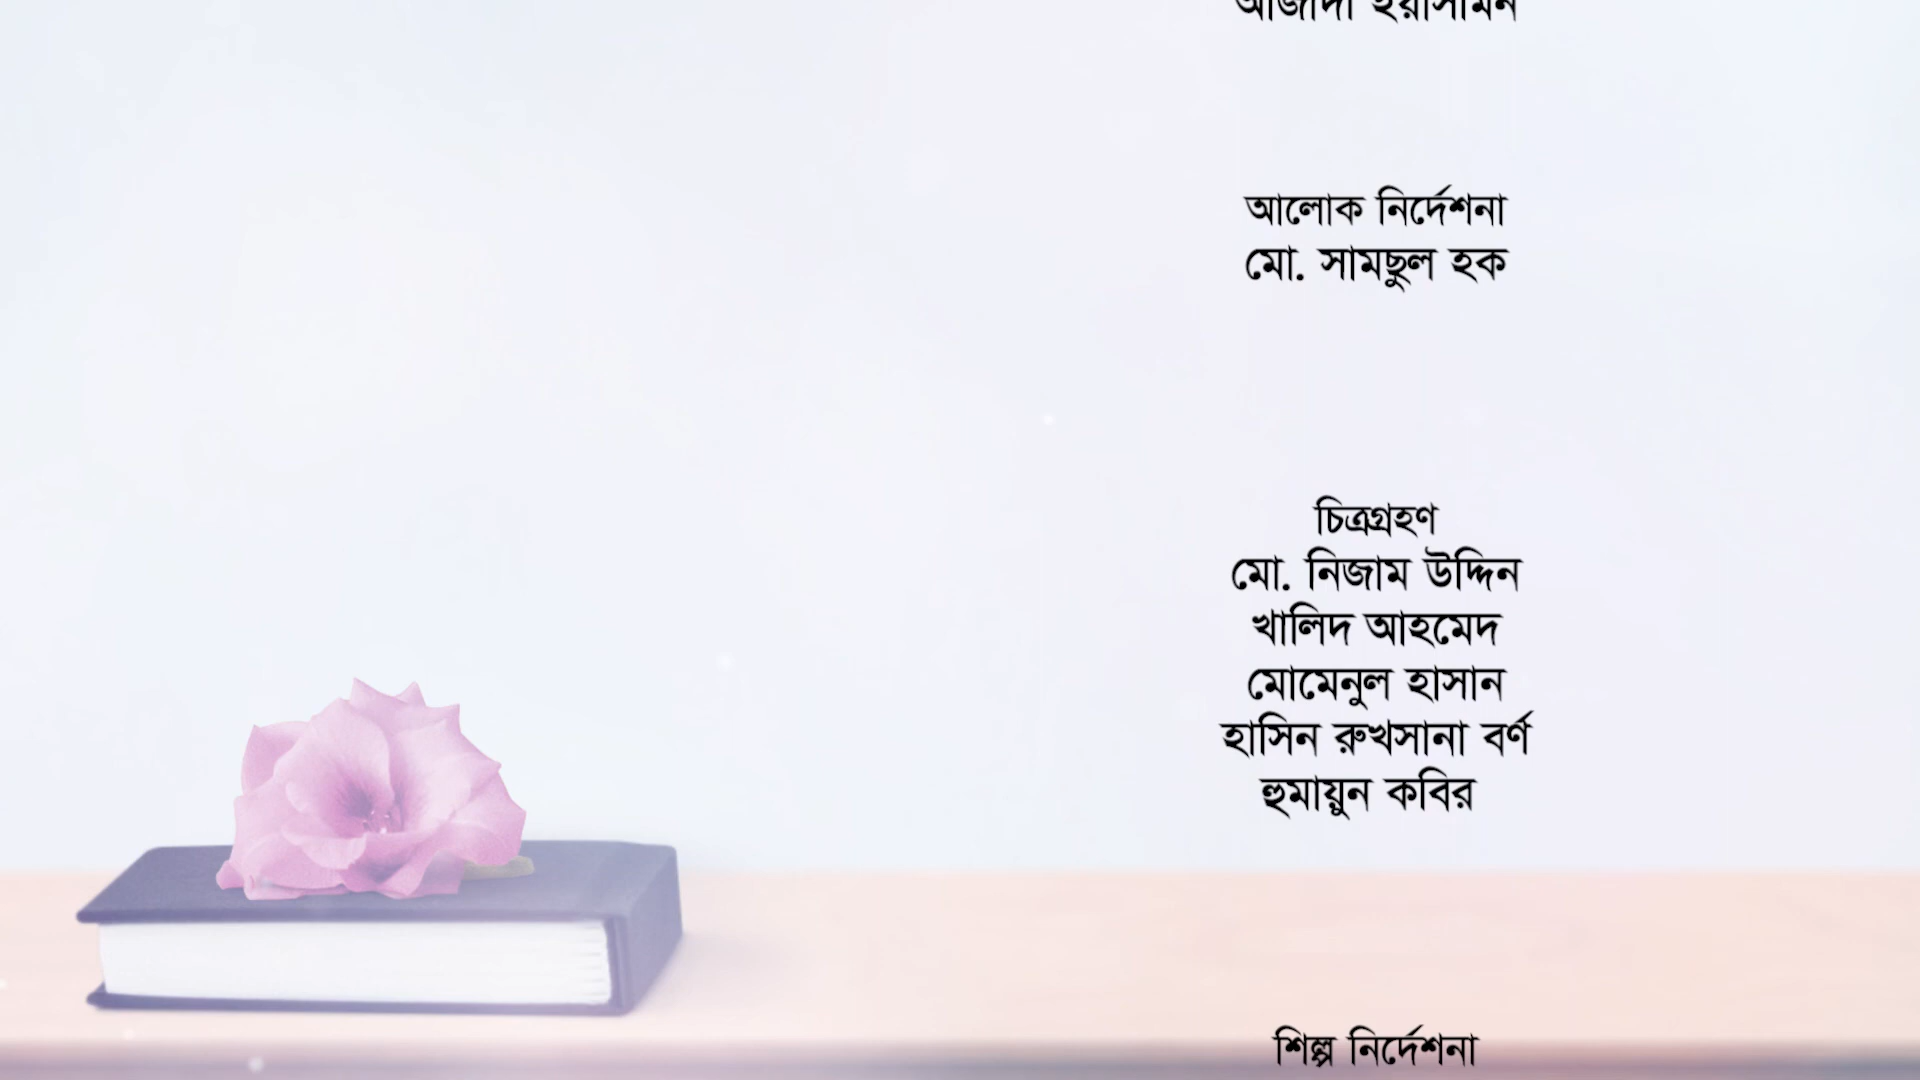 আলোক নির্দেশনা
মো. সামছুল হক
চিত্রগ্রহণ
মো. নিজাম উদ্দিন
খালিদ আহমেদ
মোমেনুল হাসান
হাসিন রুখসানা বর্ণ
হুমায়ুন কবির
শিল্প নির্দেশনা